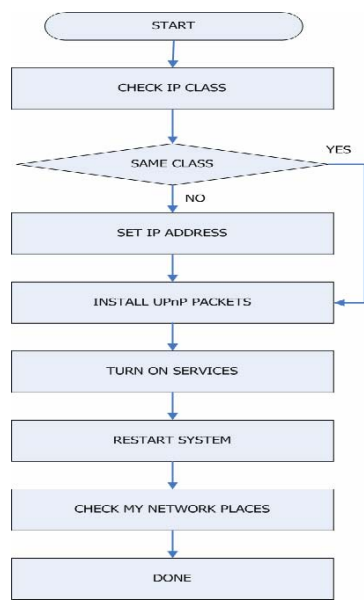 START
CHECK IP CLASS
SAME CLASS
YES
NO
SET IP ADDRESS
INSTALL UPnP PACKETS
TURN ON SERVICES
RESTART SYSTEM
CHECK MY NETWORK PLACES
DONE